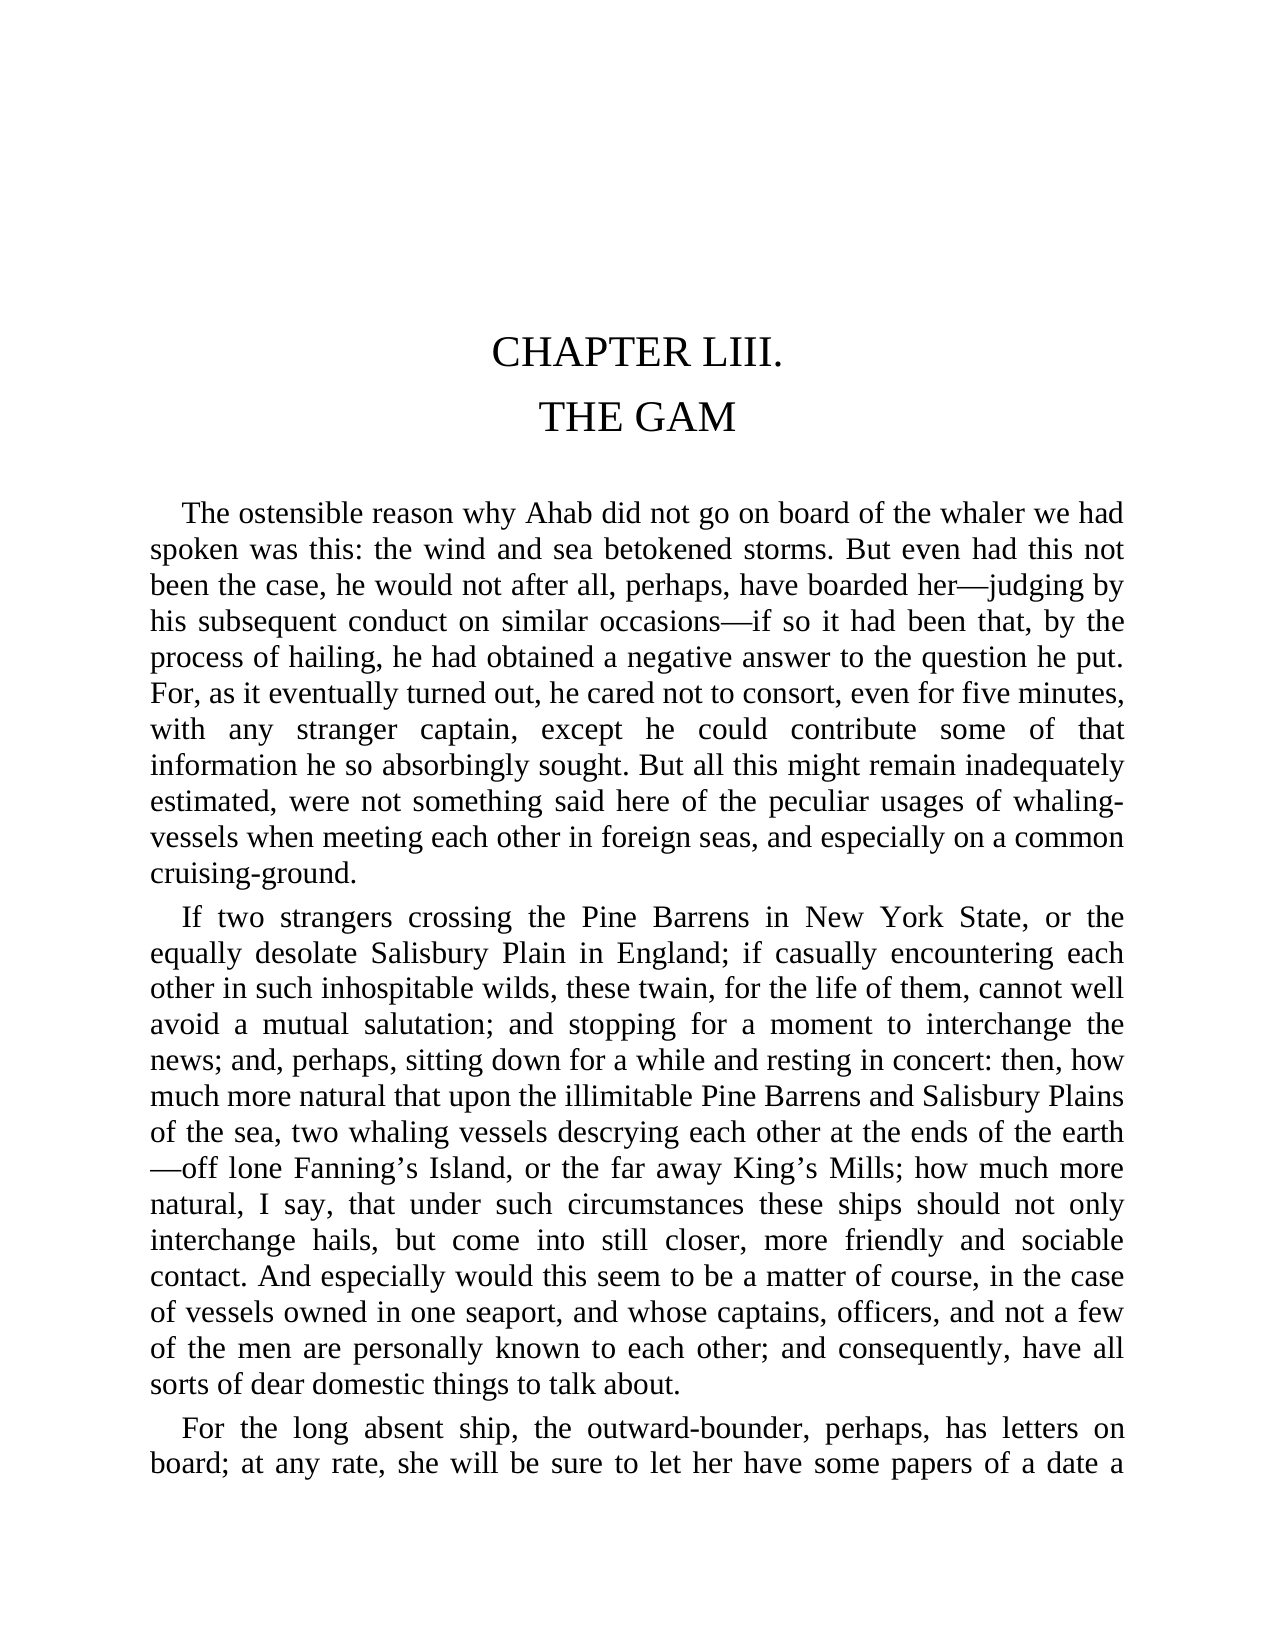 CHAPTER LIII.
THE GAM
The ostensible reason why Ahab did not go on board of the whaler we had
spoken was this: the wind and sea betokened storms. But even had this not
been the case, he would not after all, perhaps, have boarded her—judging by
his subsequent conduct on similar occasions—if so it had been that, by the
process of hailing, he had obtained a negative answer to the question he put.
For, as it eventually turned out, he cared not to consort, even for five minutes,
with any stranger captain, except he could contribute some of that
information he so absorbingly sought. But all this might remain inadequately
estimated, were not something said here of the peculiar usages of whaling-
vessels when meeting each other in foreign seas, and especially on a common
cruising-ground.
If two strangers crossing the Pine Barrens in New York State, or the
equally desolate Salisbury Plain in England; if casually encountering each
other in such inhospitable wilds, these twain, for the life of them, cannot well
avoid a mutual salutation; and stopping for a moment to interchange the
news; and, perhaps, sitting down for a while and resting in concert: then, how
much more natural that upon the illimitable Pine Barrens and Salisbury Plains
of the sea, two whaling vessels descrying each other at the ends of the earth
—off lone Fanning’s Island, or the far away King’s Mills; how much more
natural, I say, that under such circumstances these ships should not only
interchange hails, but come into still closer, more friendly and sociable
contact. And especially would this seem to be a matter of course, in the case
of vessels owned in one seaport, and whose captains, officers, and not a few
of the men are personally known to each other; and consequently, have all
sorts of dear domestic things to talk about.
For the long absent ship, the outward-bounder, perhaps, has letters on
board; at any rate, she will be sure to let her have some papers of a date a